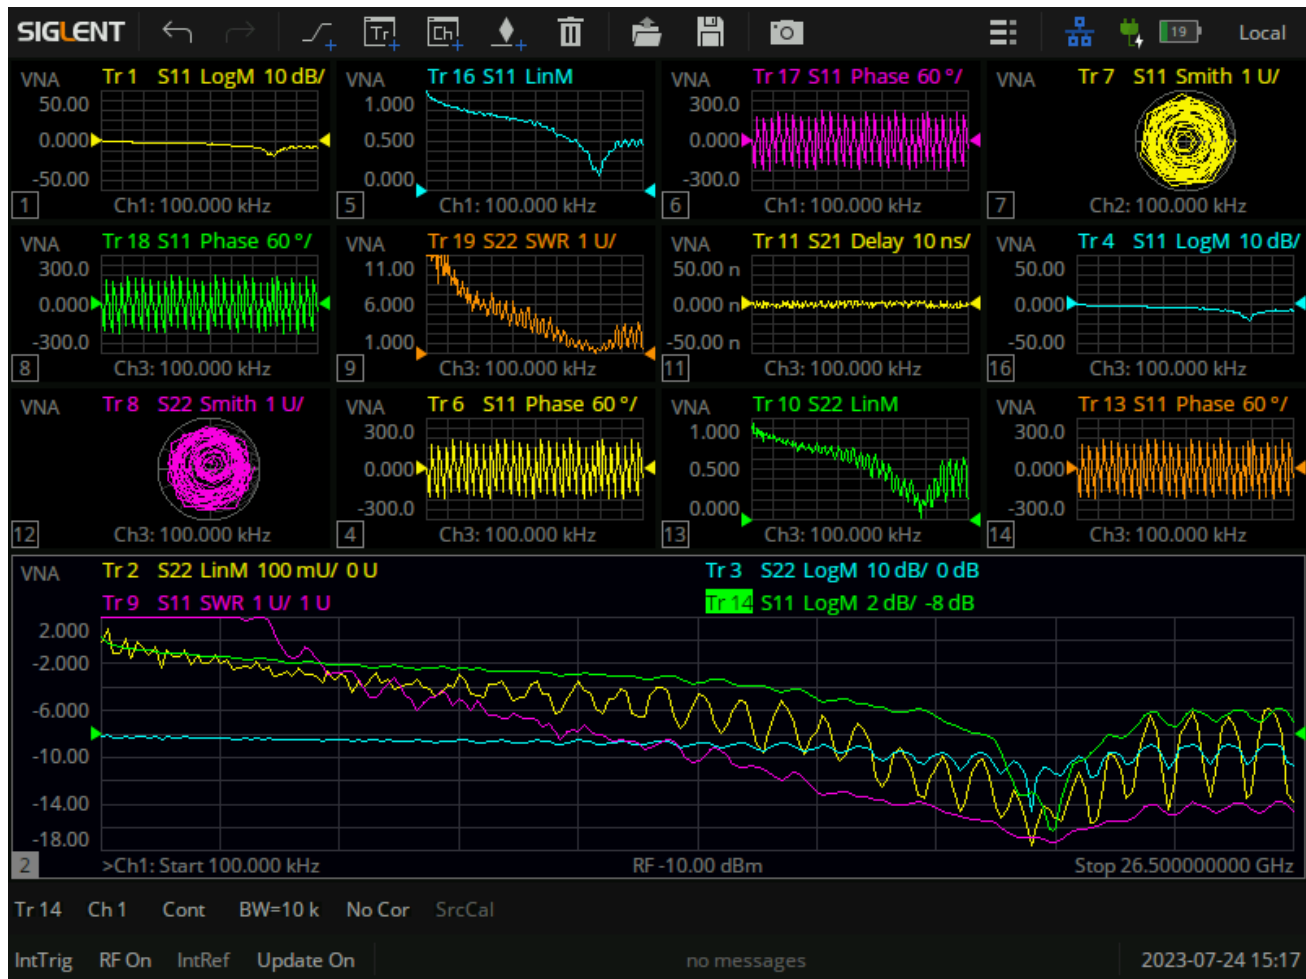 SIGLENT Tr Ch 19 Local
VNA Tr 1 S11 LogM 10 dB/
50.00
0.000
-50.00
1 Ch1: 100.000 kHz
VNA Tr 16 S11 LinM
1.000
0.500
0.000
5 Ch1: 100.000 kHz
VNA Tr 17 S11 Phase 60 °/
300.0
0.000
-300.0
6 Ch1: 100.000 kHz
VNA Tr 7 S11 Smith 1 U/
7 Ch2: 100.000 kHz
VNA Tr 18 S11 Phase 60 °/
300.0
0.000
-300.0
8 Ch3: 100.000 kHz
VNA Tr 19 S22 SWR 1 U/
11.00
6.000
1.000
9 Ch3: 100.000 kHz
VNA Tr 11 S21 Delay 10 ns/
50.00 n
0.000 n
-50.00 n
11 Ch3: 100.000 kHz
VNA Tr 4 S11 LogM 10 dB/
50.00
0.000
-50.00
16 Ch3: 100.000 kHz
VNA Tr 8 S22 Smith 1 U/
12 Ch3: 100.000 kHz
VNA Tr 6 S11 Phase 60 °/
300.0
0.000
-300.0
4 Ch3: 100.000 kHz
VNA Tr 10 S22 LinM
1.000
0.500
0.000
13 Ch3: 100.000 kHz
VNA Tr 13 S11 Phase 60 °/
300.0
0.000
-300.0
14 Ch3: 100.000 kHz
VNA Tr 2 S22 LinM 100 mU/ 0 U Tr 3 S22 LogM 10 dB/ 0 dB
Tr 9 S11 SWR 1 U/ 1 U Tr 14 S11 LogM 2 dB/ -8 dB
2.000
-2.000
-6.000
-10.00
-14.00
-18.00
2 >Ch1: Start 100.000 kHz RF -10.00 dBm Stop 26.500000000 GHz
Tr 14 Ch 1 Cont BW=10 k No Cor SrcCal
IntTrig RF On IntRef Update On no messages 2023-07-24 15:17